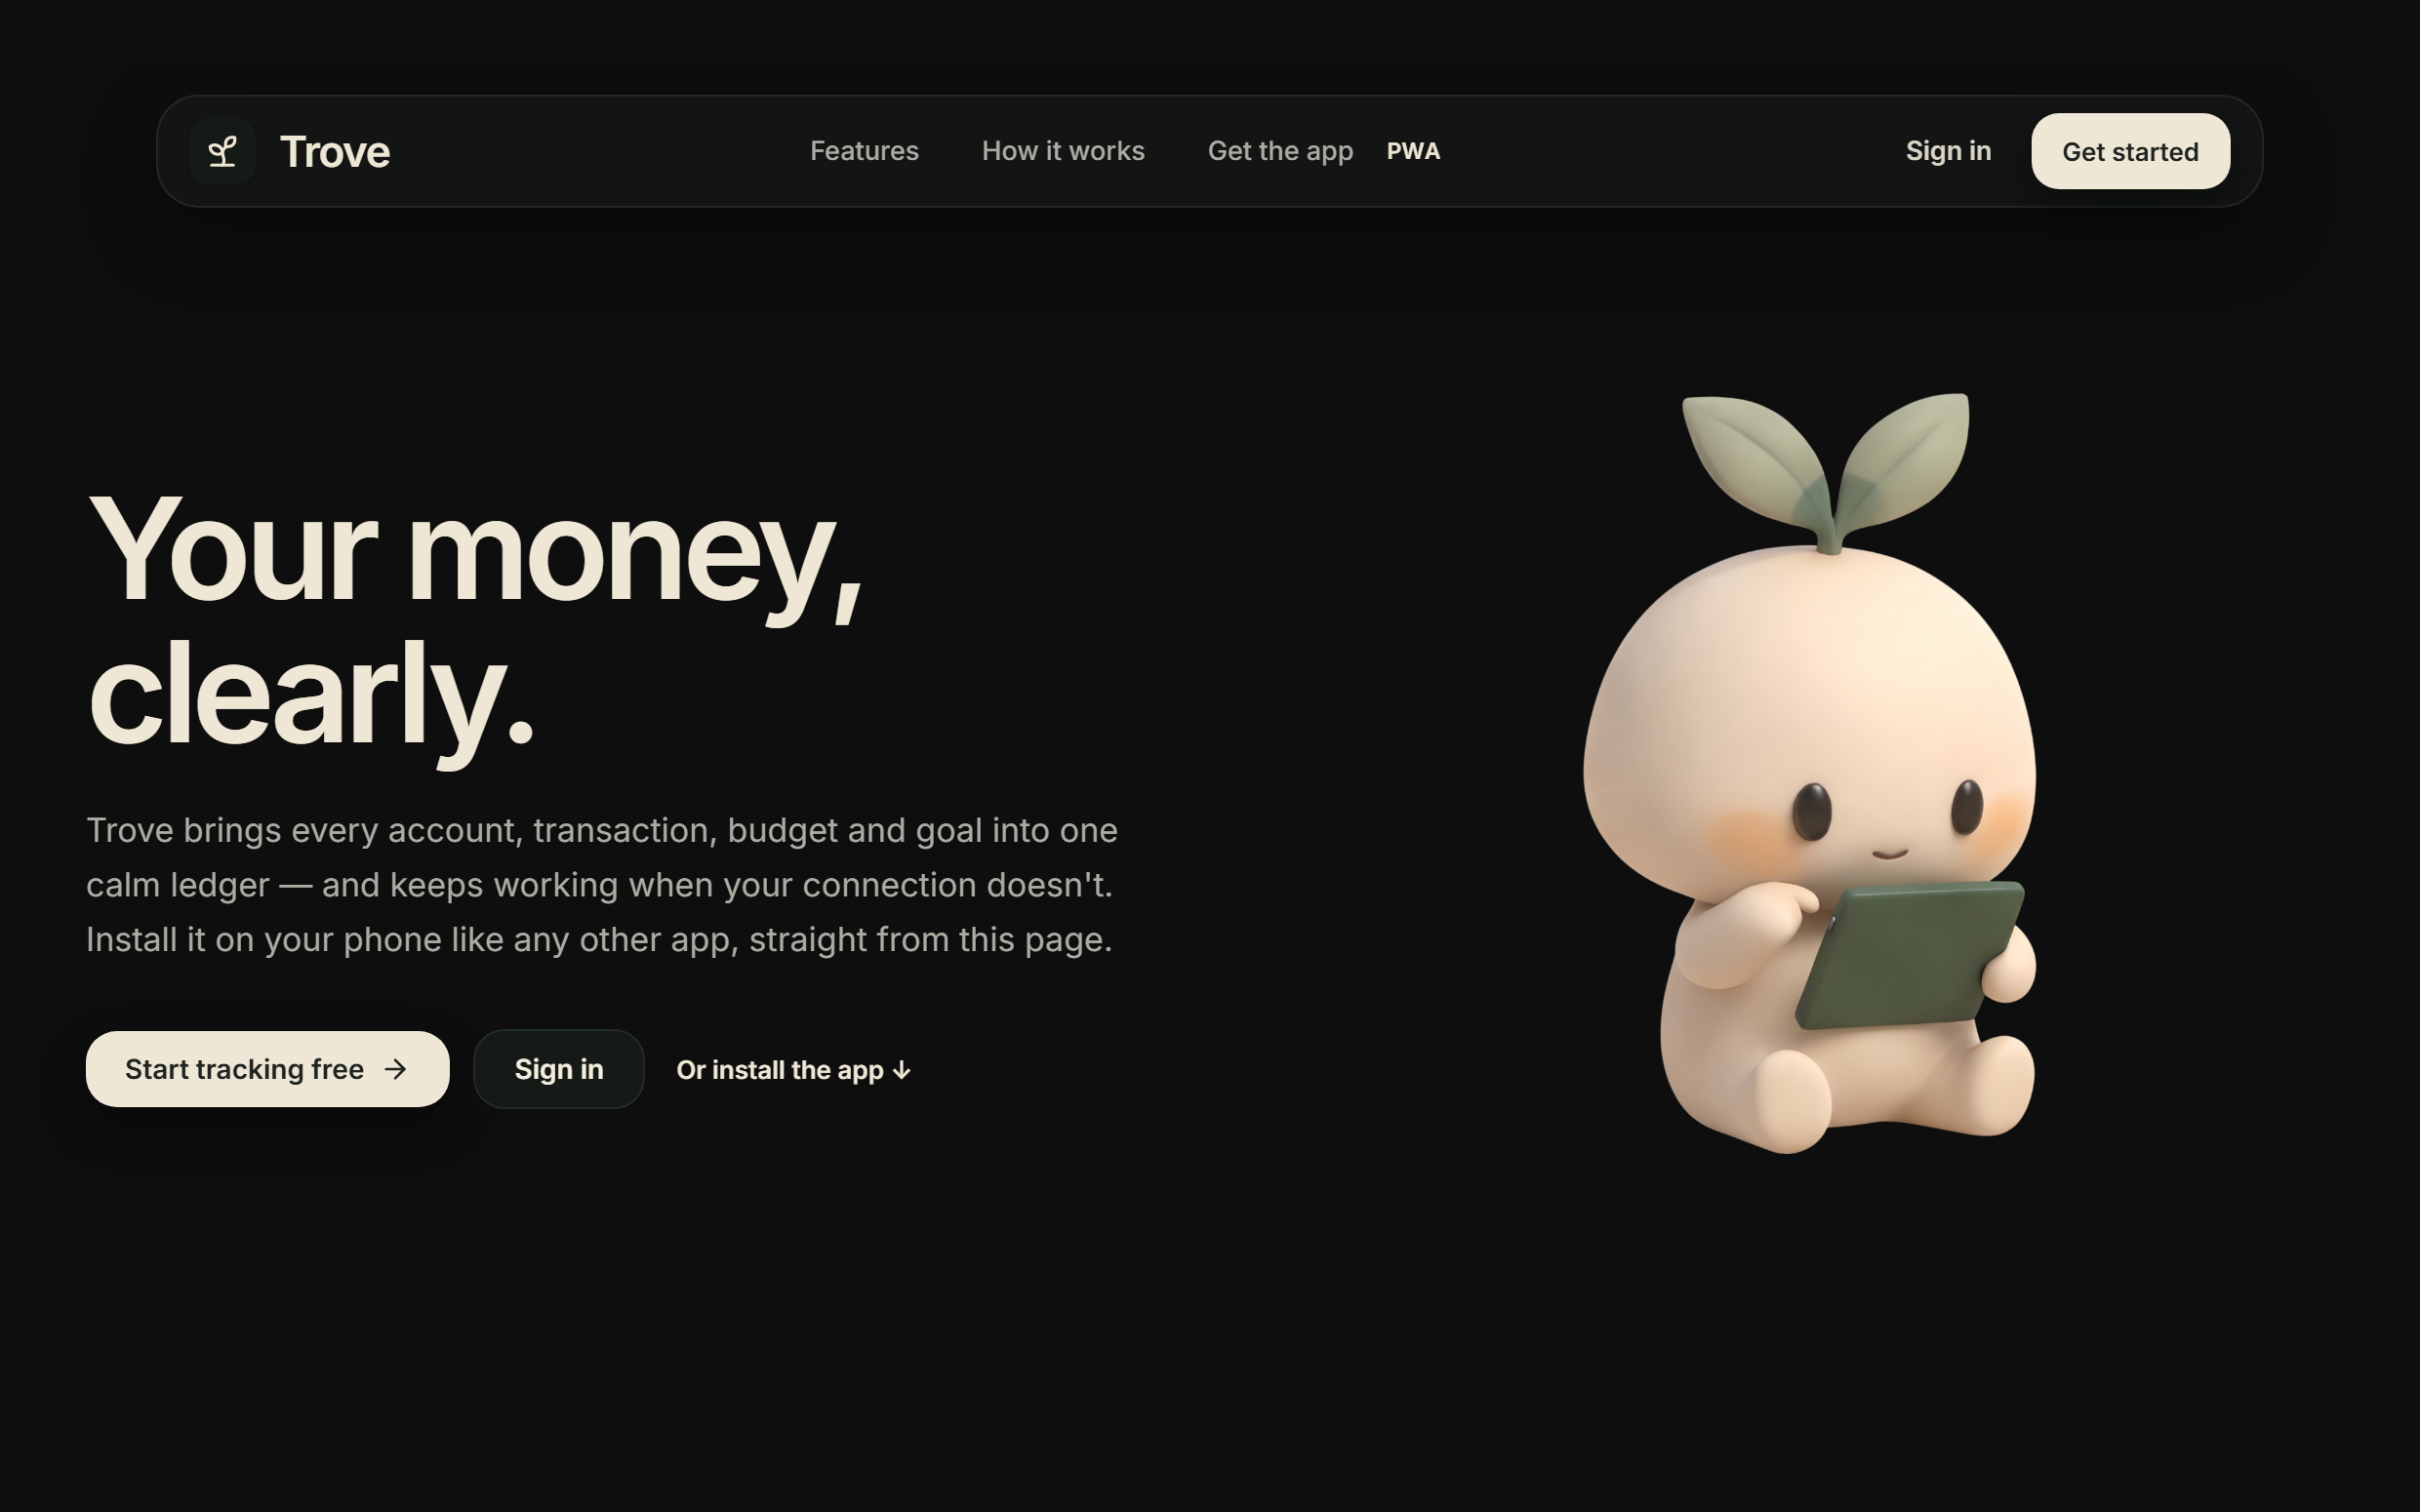 Trove
Features
How it works
Get the app PWA
Sign in
Get started
Your money,
clearly.
Trove brings every account, transaction, budget and goal into one
calm ledger — and keeps working when your connection doesn't.
Install it on your phone like any other app, straight from this page.
Start tracking free →
Sign in
Or install the app ↓